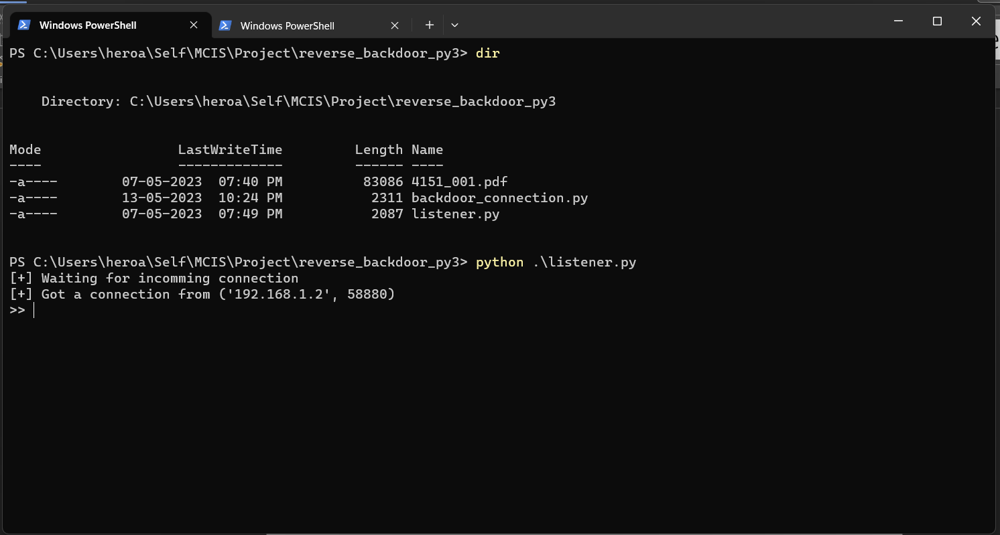 Windows PowerShell
Windows PowerShell
PS C:\Users\heroa\Self\MCIS\Project\reverse_backdoor_py3> dir
Directory: C:\Users\heroa\Self\MCIS\Project\reverse_backdoor_py3
Mode LastWriteTime Length Name
---- ------------- ------ ----
-a---- 07-05-2023 07:40 PM 83086 4151_001.pdf
-a---- 13-05-2023 10:24 PM 2311 backdoor_connection.py
-a---- 07-05-2023 07:49 PM 2087 listener.py
PS C:\Users\heroa\Self\MCIS\Project\reverse_backdoor_py3> python .\listener.py
[+] Waiting for incomming connection
[+] Got a connection from ('192.168.1.2', 58880)
>>